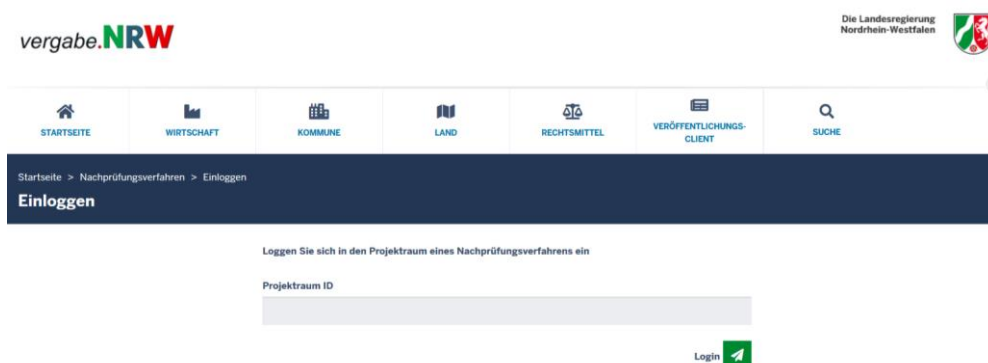 vergabe.NRW
Die Landesregierung
Nordrhein-Westfalen
STARTSEITE
WIRTSCHAFT
KOMMUNE
LAND
RECHTSMITTEL
VERÖFFENTLICHUNGS-
CLIENT
SUCHE
Startseite > Nachprüfungsverfahren > Einloggen
Einloggen
Loggen Sie sich in den Projektraum eines Nachprüfungsverfahrens ein
Projektraum ID
Login